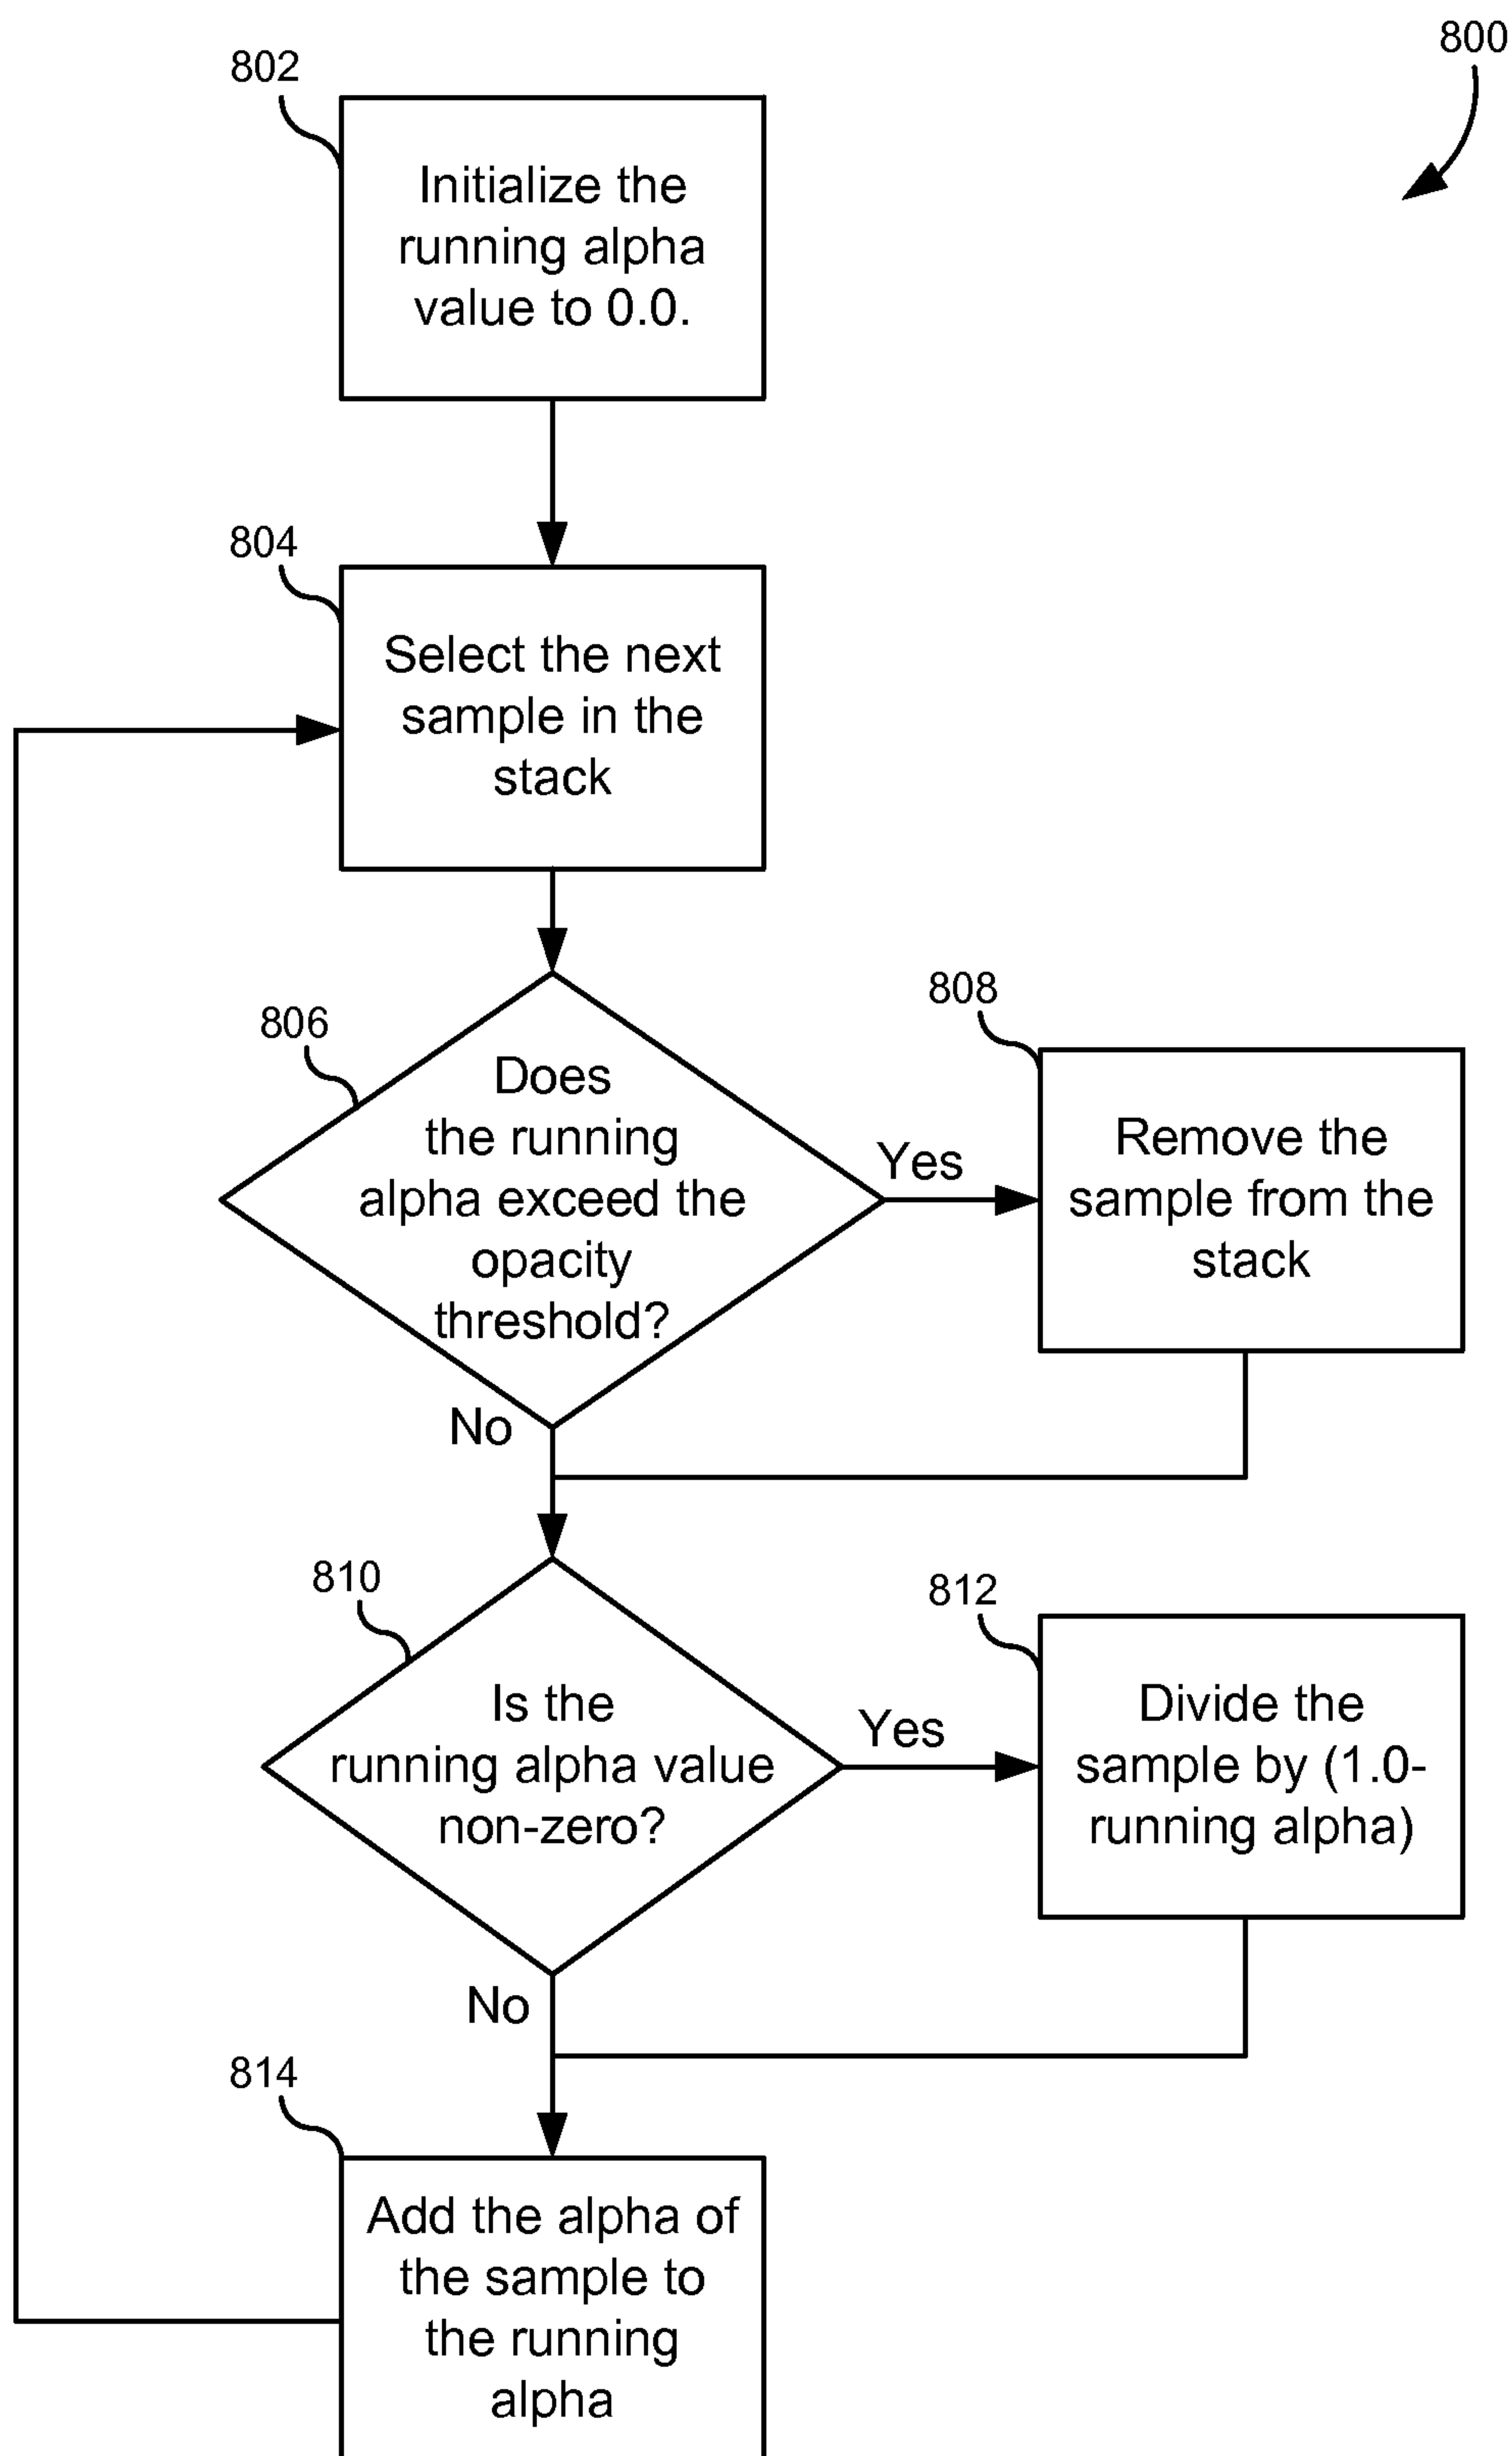 800
802
Initialize the
running alpha
value to 0.0.
804
Select the next
sample in the
stack
806
Does
the running
alpha exceed the
opacity
threshold?
Yes
808
Remove the
sample from the
stack
No
810
Is the
running alpha value
non-zero?
Yes
812
Divide the
sample by (1.0-
running alpha)
No
814
Add the alpha of
the sample to
the running
alpha